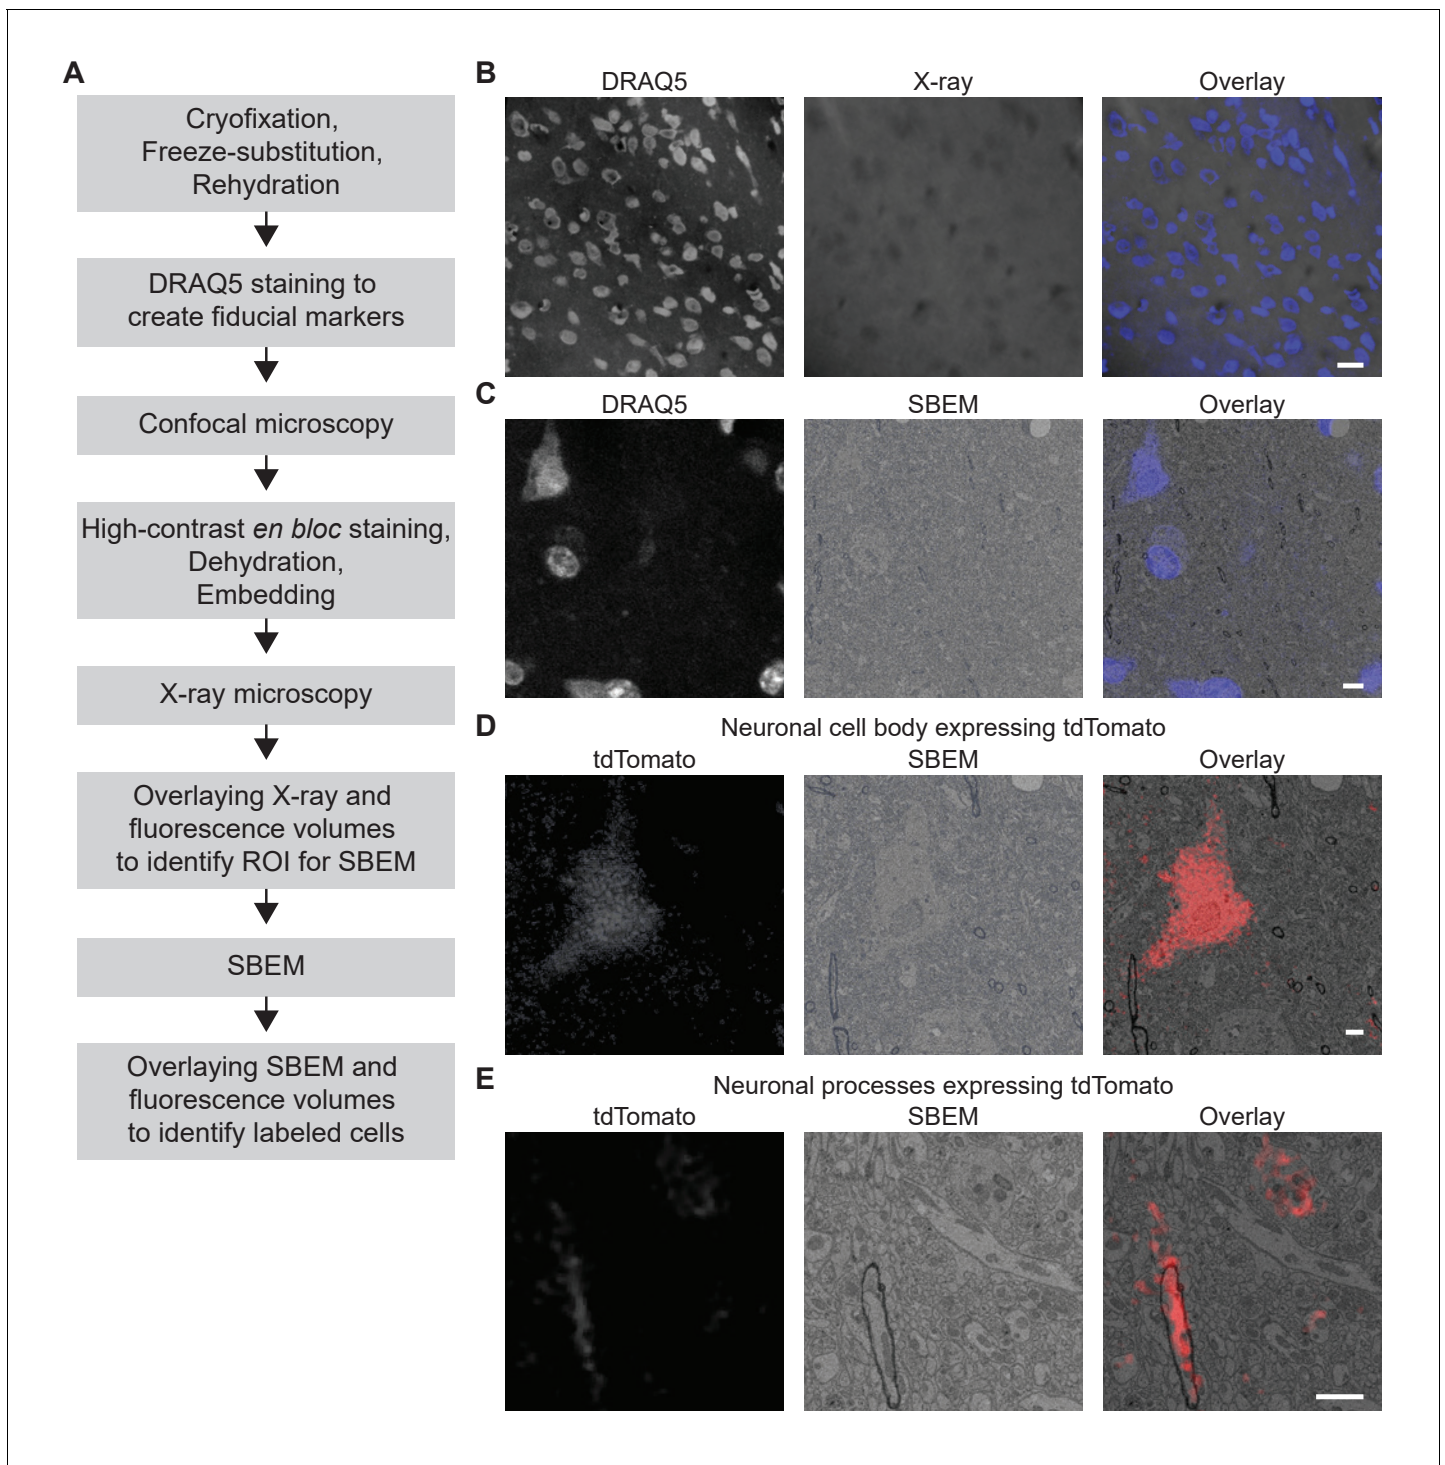 A
Cryofixation,
Freeze-substitution,
Rehydration
DRAQ5 staining to
create fiducial markers
Confocal microscopy
High-contrast en bloc staining,
Dehydration,
Embedding
X-ray microscopy
Overlaying X-ray and
fluorescence volumes
to identify ROI for SBEM
SBEM
Overlaying SBEM and
fluorescence volumes
to identify labeled cells
B
DRAQ5 X-ray Overlay
C
DRAQ5 SBEM Overlay
D
Neuronal cell body expressing tdTomato
tdTomato SBEM Overlay
E
Neuronal processes expressing tdTomato
tdTomato SBEM Overlay